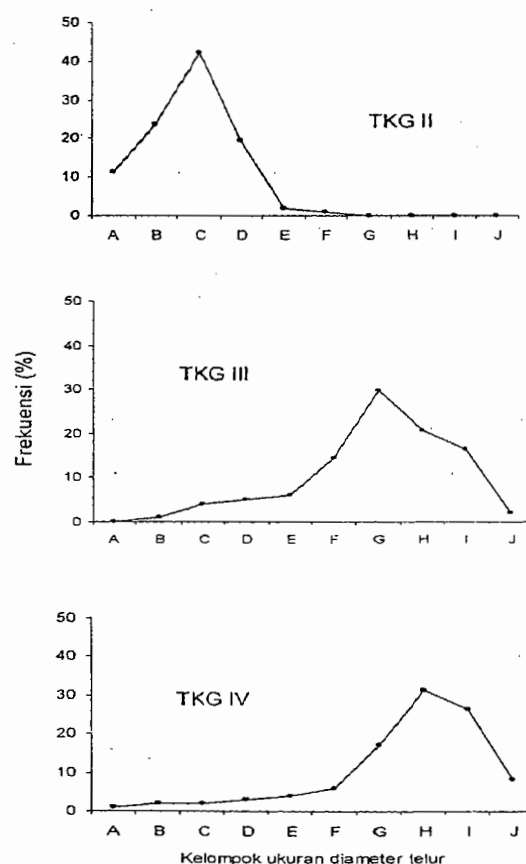 50
40
30
20
10
0
TKG II
A B C D E F G H I J
50
40
30
20
10
0
TKG III
A B C D E F G H I J
Frekuensi (%)
50
40
30
20
10
0
TKG IV
A B C D E F G H I J
Kelompok ukuran diameter telur